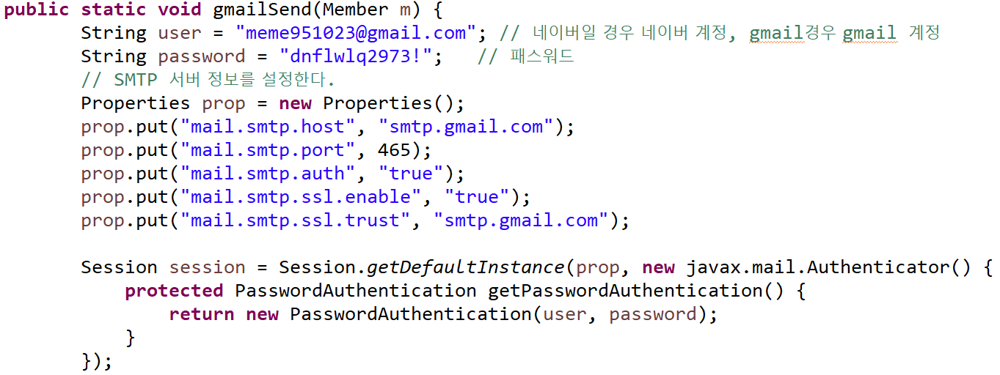 public static void gmailSend(Member m) {
String user = "meme951023@gmail.com"; // 네이버일 경우 네이버 계정, gmail경우 gmail 계정
String password = "dnflwlq2973!"; // 패스워드
// SMTP 서버 정보를 설정한다.
Properties prop = new Properties();
prop.put("mail.smtp.host", "smtp.gmail.com");
prop.put("mail.smtp.port", 465);
prop.put("mail.smtp.auth", "true");
prop.put("mail.smtp.ssl.enable", "true");
prop.put("mail.smtp.ssl.trust", "smtp.gmail.com");
Session session = Session.getDefaultInstance(prop, new javax.mail.Authenticator() {
protected PasswordAuthentication getPasswordAuthentication() {
return new PasswordAuthentication(user, password);
}
});